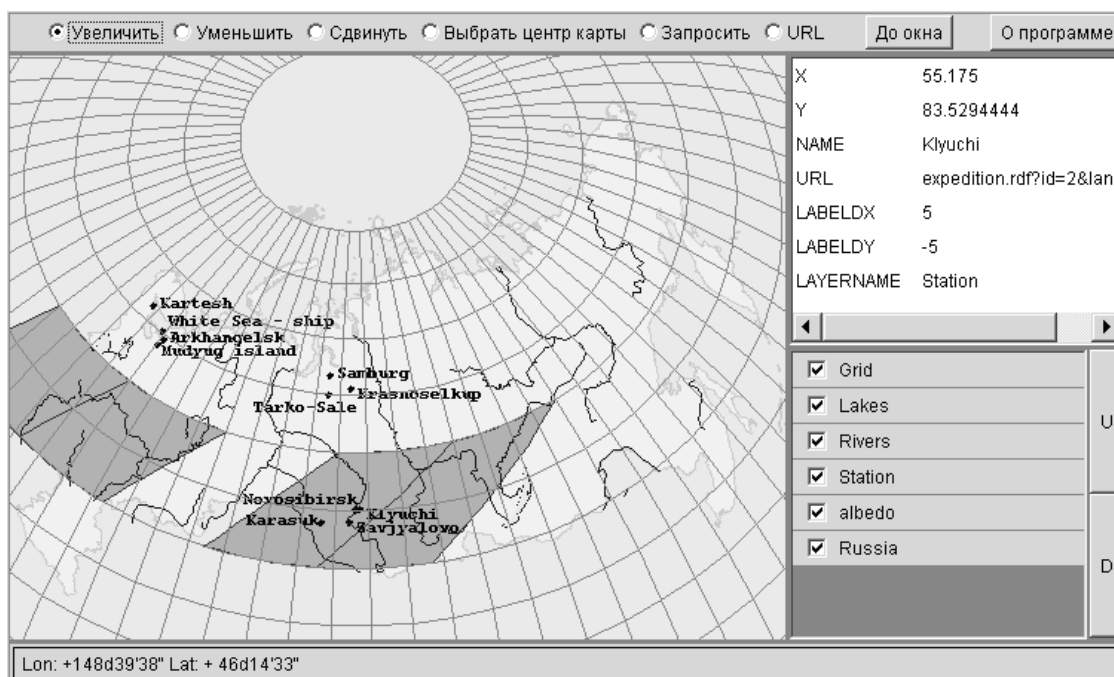 Увеличить Уменьшить Сдвинуть Выбрать центр карты Запросить URL До окна О программе
X 55.175
Y 83.5294444
NAME Klyuchi
URL expedition.rdf?id=2&lan
LABELDX 5
LABELDY -5
LAYERNAME Station
Kartesh
White Sea - ship
Arkhangelsk
Mudyug island
Samburg
Krasnoselkup
Tarko-Sale
Novosibirsk
Klyuchi
Karasuk
Zavjyalovo
Grid
Lakes
Rivers
Station
albedo
Russia
U
D
Lon: +148d39'38" Lat: + 46d14'33"